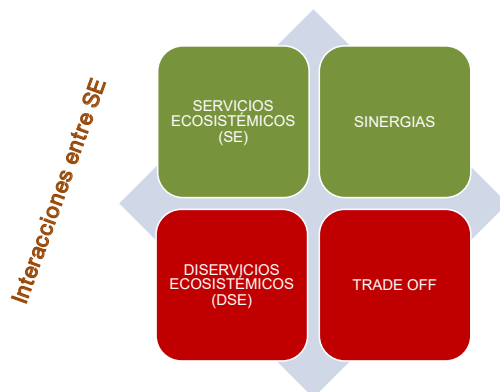 Interacciones entre SE
SERVICIOS
ECOSISTÉMICOS
(SE)
SINERGIAS
DISERVICIOS
ECOSISTÉMICOS
(DSE)
TRADE OFF